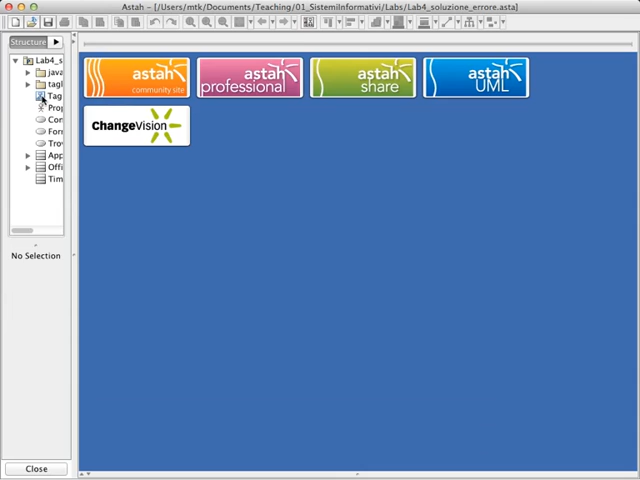 Astah - [/Users/mtk/Documents/Teaching/01_SistemiInformativi/Labs/Lab4_soluzione_errore.asta]
Structure
Lab4_s
java
tagl
Tag
Prop
Con
Forn
Trov
App
Offi
Tim
No Selection
Close
astah community site
astah professional
astah share
astah UML
ChangeVision